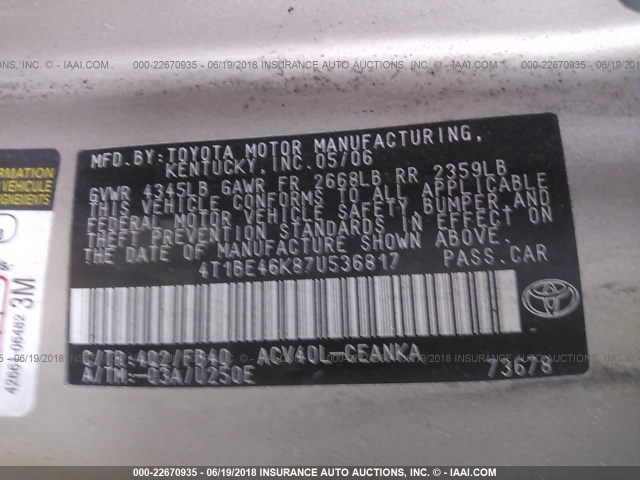 000-22670935 - 06/19/2018 INSURANCE AUTO AUCTIONS, INC. © - IAAI.COM
MFD. BY: TOYOTA MOTOR MANUFACTURING,
KENTUCKY, INC. 05/06
GVWR 4345LB GAWR FR 2668LB RR 2359LB
THIS VEHICLE CONFORMS TO ALL APPLICABLE
FEDERAL MOTOR VEHICLE SAFETY, BUMPER, AND
THEFT PREVENTION STANDARDS IN EFFECT ON
THE DATE OF MANUFACTURE SHOWN ABOVE.
4T1BE46K87U536817 PASS.CAR
C/TR: 4Q2/FB40 ACV40L-CEANKA
A/TM:-03A/U250E 73678
TOYOTA
06482 3M
000-22670935 - 06/19/2018 INSURANCE AUTO AUCTIONS, INC. © - IAAI.COM